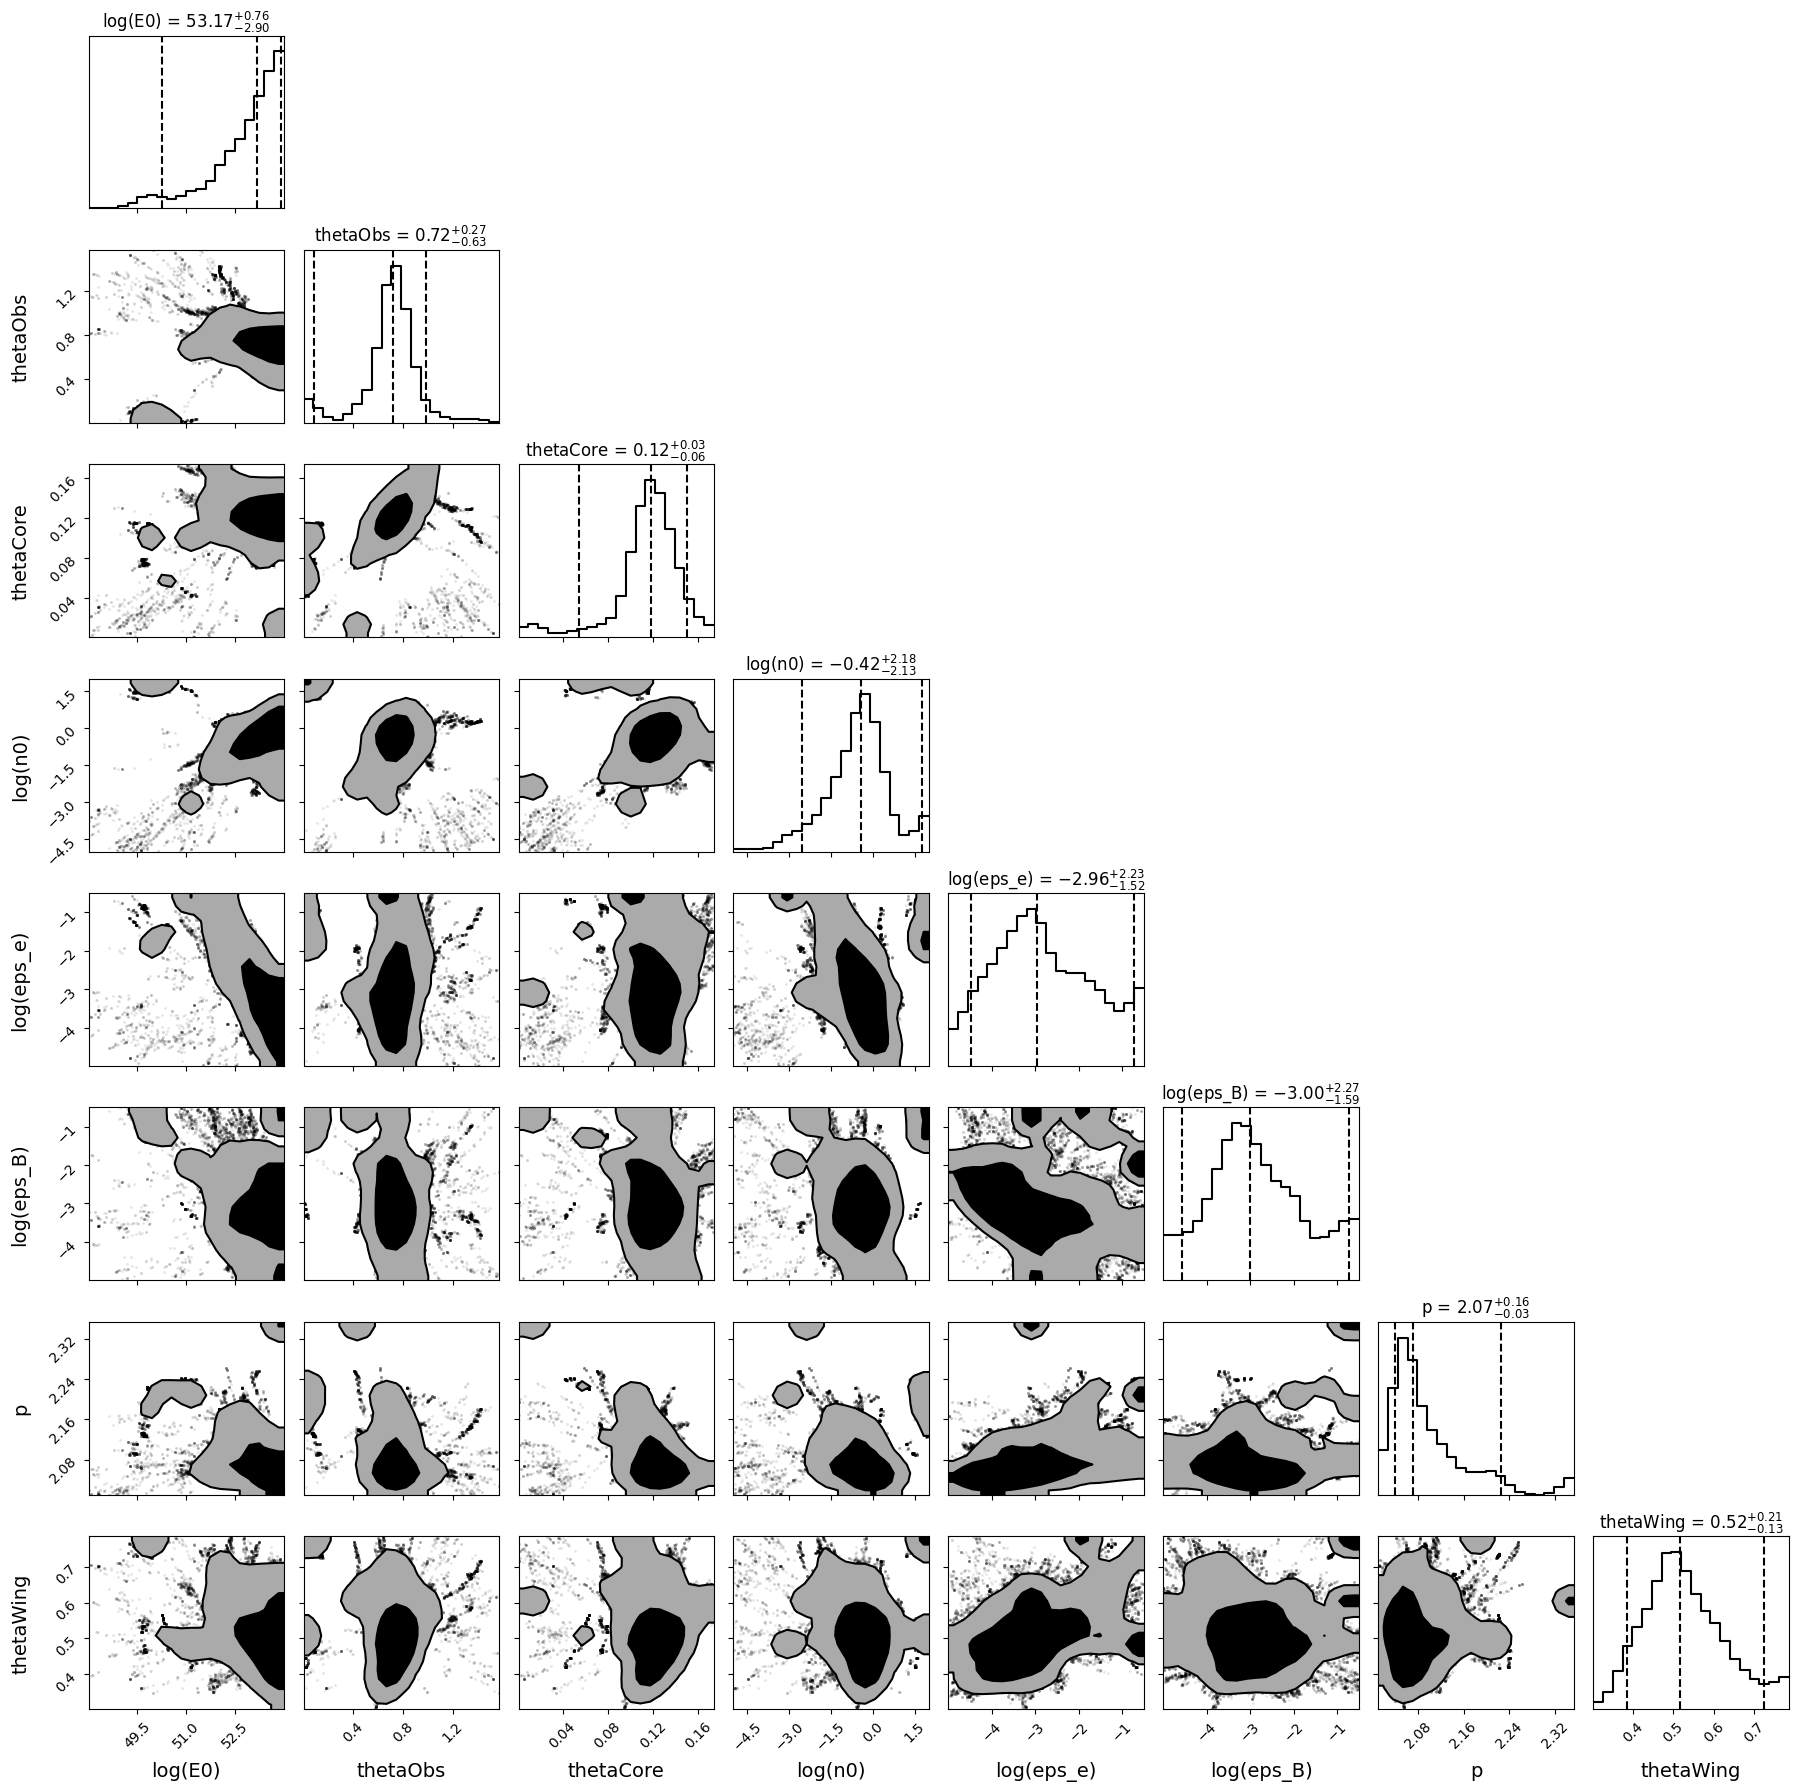 log(E0) = 53.17 +0.76 −2.90
thetaObs = 0.72 +0.27 −0.63
thetaObs
1.2
0.8
0.4
thetaCore = 0.12 +0.03 −0.06
thetaCore
0.16
0.12
0.08
0.04
log(n0) = −0.42 +2.18 −2.13
log(n0)
1.5
0.0
−1.5
−3.0
−4.5
log(eps_e) = −2.96 +2.23 −1.52
log(eps_e)
−1
−2
−3
−4
log(eps_B) = −3.00 +2.27 −1.59
log(eps_B)
−1
−2
−3
−4
p = 2.07 +0.16 −0.03
p
2.32
2.24
2.16
2.08
thetaWing = 0.52 +0.21 −0.13
thetaWing
0.7
0.6
0.5
0.4
49.5 51.0 52.5
0.4 0.8 1.2
0.04 0.08 0.12 0.16
−4.5 −3.0 −1.5 0.0 1.5
−4 −3 −2 −1
−4 −3 −2 −1
2.08 2.16 2.24 2.32
0.4 0.5 0.6 0.7
log(E0) thetaObs thetaCore log(n0) log(eps_e) log(eps_B) p thetaWing